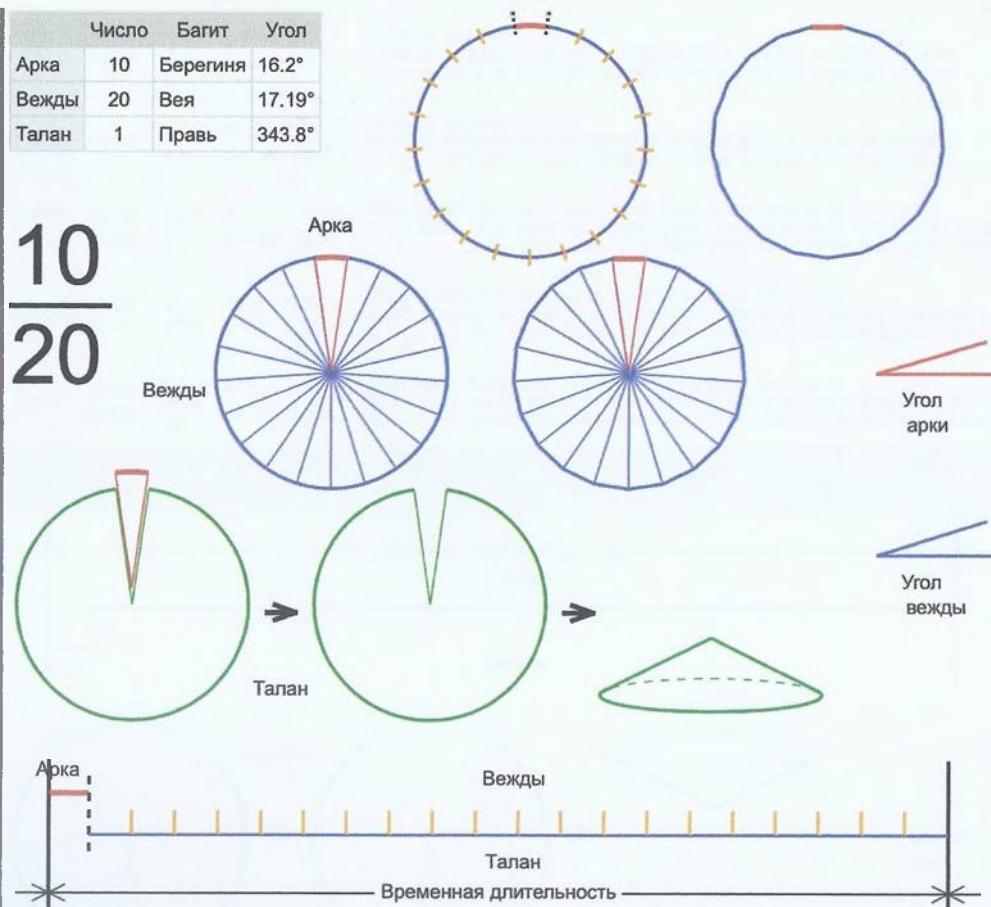 Число Багит Угол
Арка 10 Берегиня 16.2°
Вежды 20 Вея 17.19°
Талан 1 Правь 343.8°
10
20
Арка
Вежды
Угол
арки
Угол
вежды
Талан
Арка
Вежды
Талан
Временная длительность